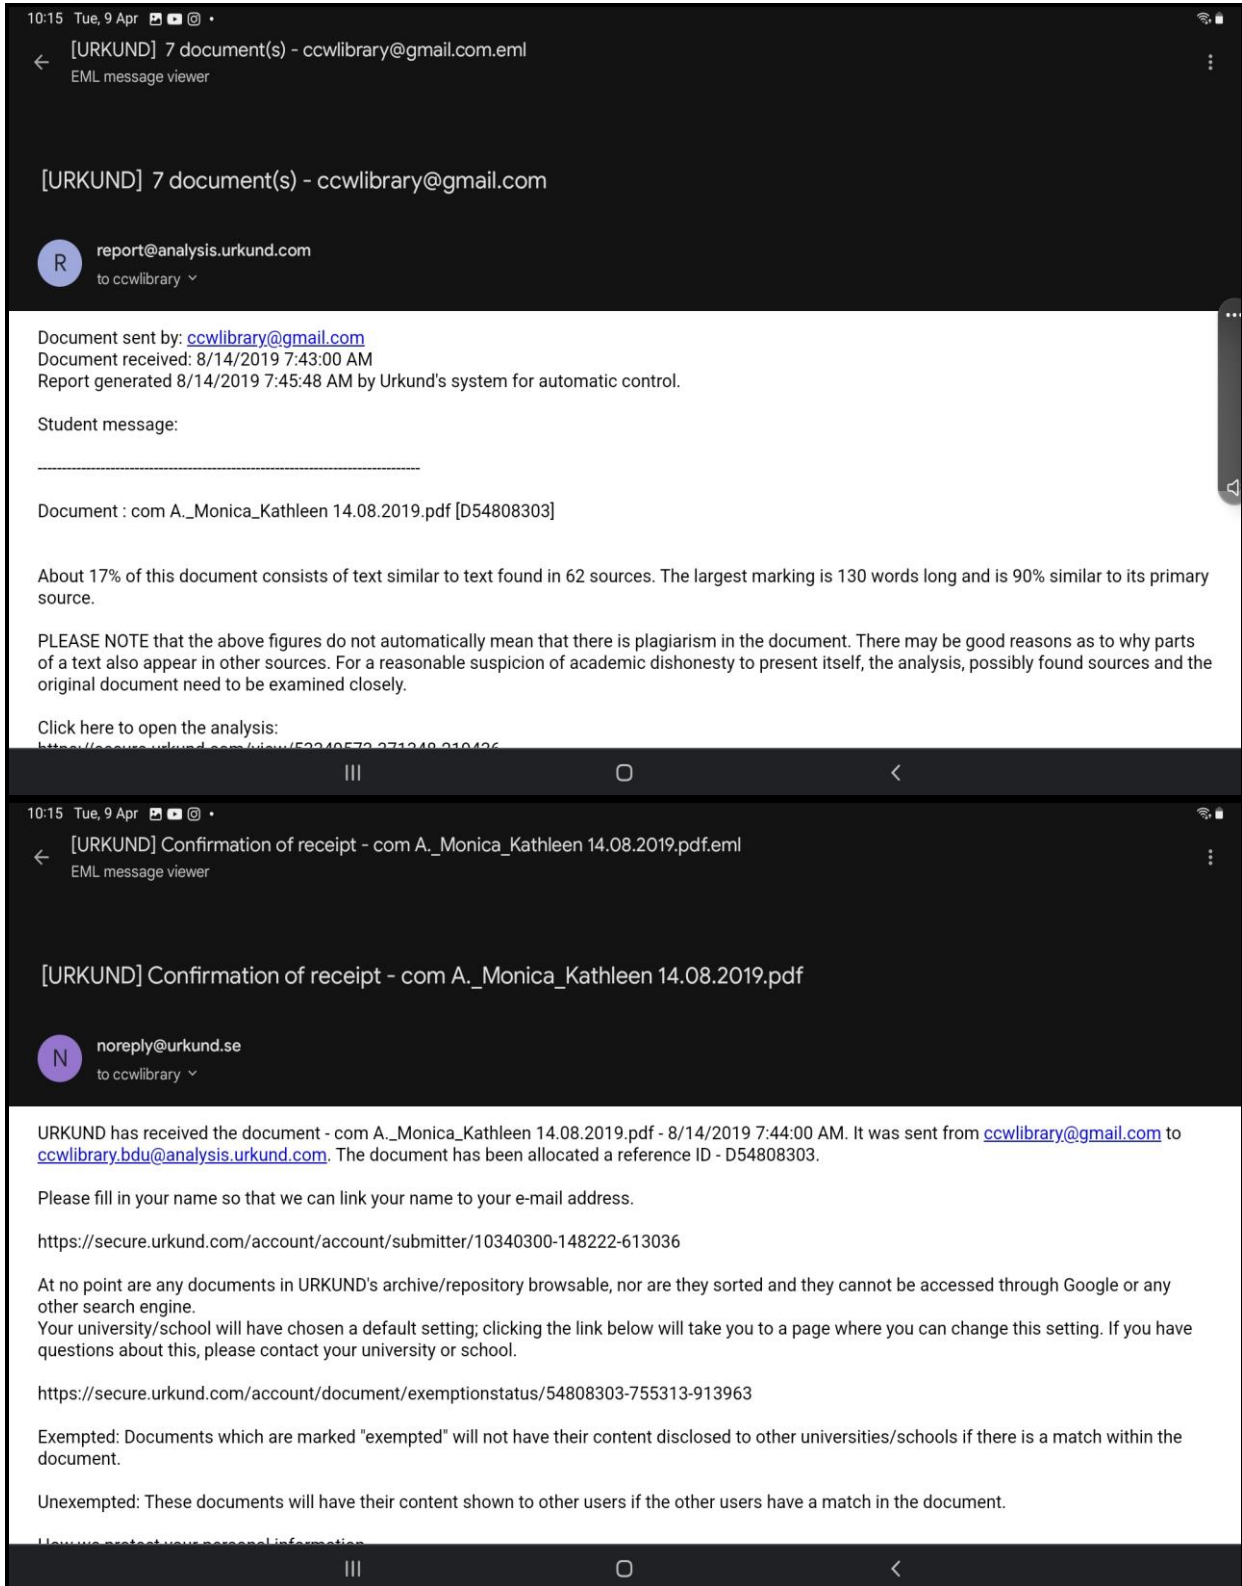 10:15 Tue, 9 Apr
[URKUND] 7 document(s) - ccwlibrary@gmail.com.eml
EML message viewer
[URKUND] 7 document(s) - ccwlibrary@gmail.com
R
report@analysis.urkund.com
to ccwlibrary
Document sent by: ccwlibrary@gmail.com
Document received: 8/14/2019 7:43:00 AM
Report generated 8/14/2019 7:45:48 AM by Urkund's system for automatic control.
Student message:
--------------------------------------------------------------------------------
Document : com A._Monica_Kathleen 14.08.2019.pdf [D54808303]
About 17% of this document consists of text similar to text found in 62 sources. The largest marking is 130 words long and is 90% similar to its primary
source.
PLEASE NOTE that the above figures do not automatically mean that there is plagiarism in the document. There may be good reasons as to why parts
of a text also appear in other sources. For a reasonable suspicion of academic dishonesty to present itself, the analysis, possibly found sources and the
original document need to be examined closely.
Click here to open the analysis:
10:15 Tue, 9 Apr
[URKUND] Confirmation of receipt - com A._Monica_Kathleen 14.08.2019.pdf.eml
EML message viewer
[URKUND] Confirmation of receipt - com A._Monica_Kathleen 14.08.2019.pdf
N
noreply@urkund.se
to ccwlibrary
URKUND has received the document - com A._Monica_Kathleen 14.08.2019.pdf - 8/14/2019 7:44:00 AM. It was sent from ccwlibrary@gmail.com to
ccwlibrary.bdu@analysis.urkund.com. The document has been allocated a reference ID - D54808303.
Please fill in your name so that we can link your name to your e-mail address.
https://secure.urkund.com/account/account/submitter/10340300-148222-613036
At no point are any documents in URKUND's archive/repository browsable, nor are they sorted and they cannot be accessed through Google or any
other search engine.
Your university/school will have chosen a default setting; clicking the link below will take you to a page where you can change this setting. If you have
questions about this, please contact your university or school.
https://secure.urkund.com/account/document/exemptionstatus/54808303-755313-913963
Exempted: Documents which are marked "exempted" will not have their content disclosed to other universities/schools if there is a match within the
document.
Unexempted: These documents will have their content shown to other users if the other users have a match in the document.
How we protect your personal information